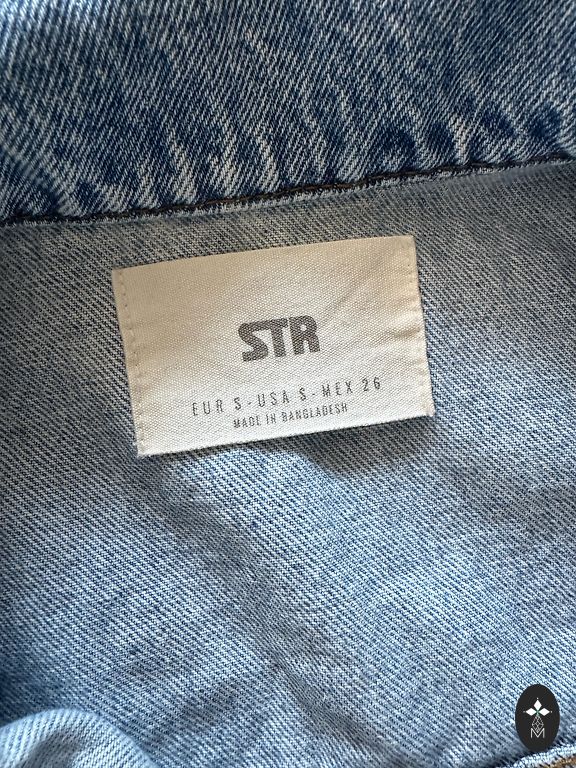 STR
EUR S - USA S - MEX 26
MADE IN BANGLADESH
M